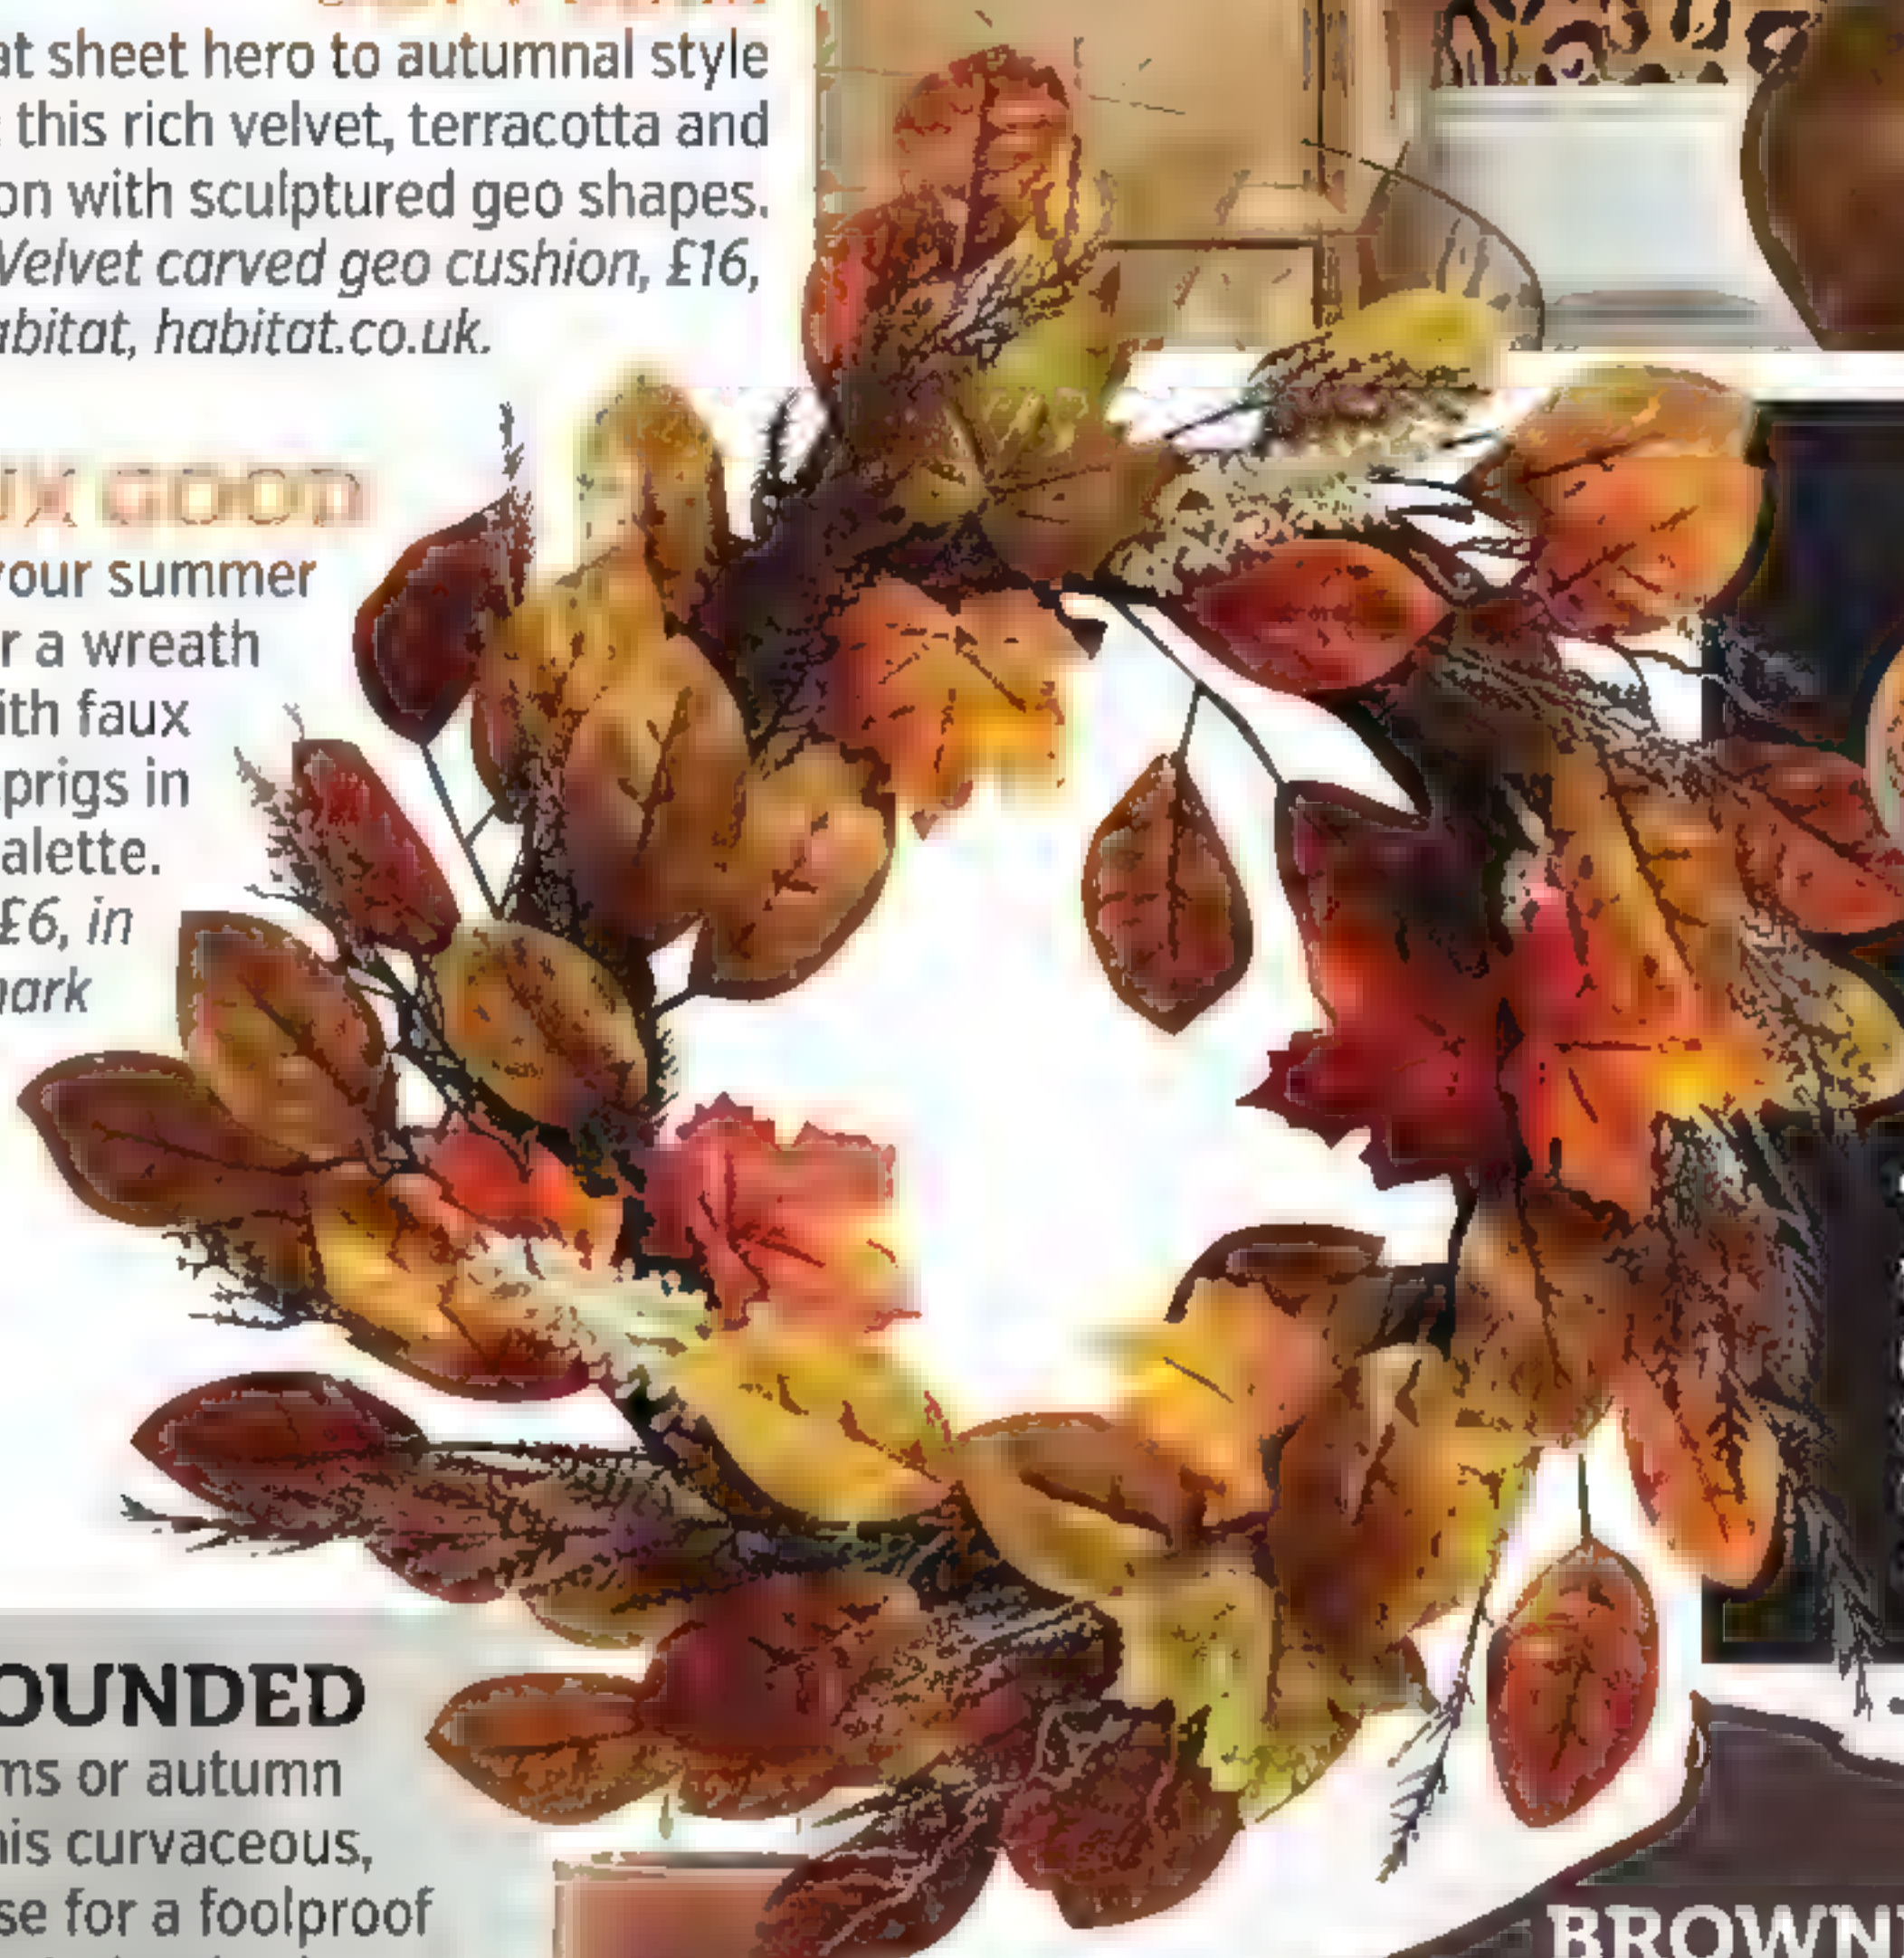 at sheet hero to autumnal style
this rich velvet, terracotta and
on with sculptured geo shapes.
Velvet carved geo cushion, £16,
abitat, habitat.co.uk.
UX GOOD
your summer
r a wreath
ith faux
prigs in
alette.
£6, in
ark
OUNDED
ms or autumn
his curvaceous,
se for a foolproof
BROWN